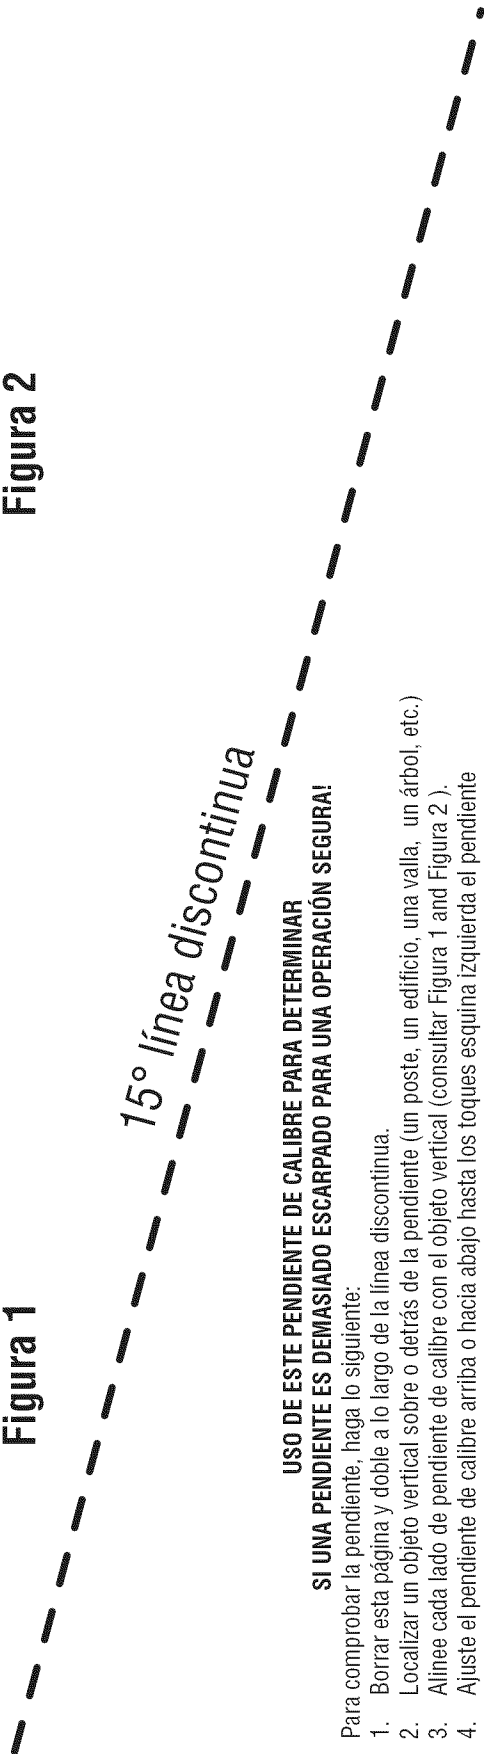 Figura 1
Figura 2
15° línea discontinua
USO DE ESTE PENDIENTE DE CALIBRE PARA DETERMINAR
SI UNA PENDIENTE ES DEMASIADO ESCARPADO PARA UNA OPERACIÓN SEGURA!
Para comprobar la pendiente, haga lo siguiente:
1. Borrar esta página y doble a lo largo de la línea discontinua.
2. Localizar un objeto vertical sobre o detrás de la pendiente (un poste, un edificio, una valla, un árbol, etc.)
3. Alinee cada lado de pendiente de calibre con el objeto vertical (consultar Figura 1 and Figura 2 ).
4. Ajuste el pendiente de calibre arriba o hacia abajo hasta los toques esquina izquierda el pendiente